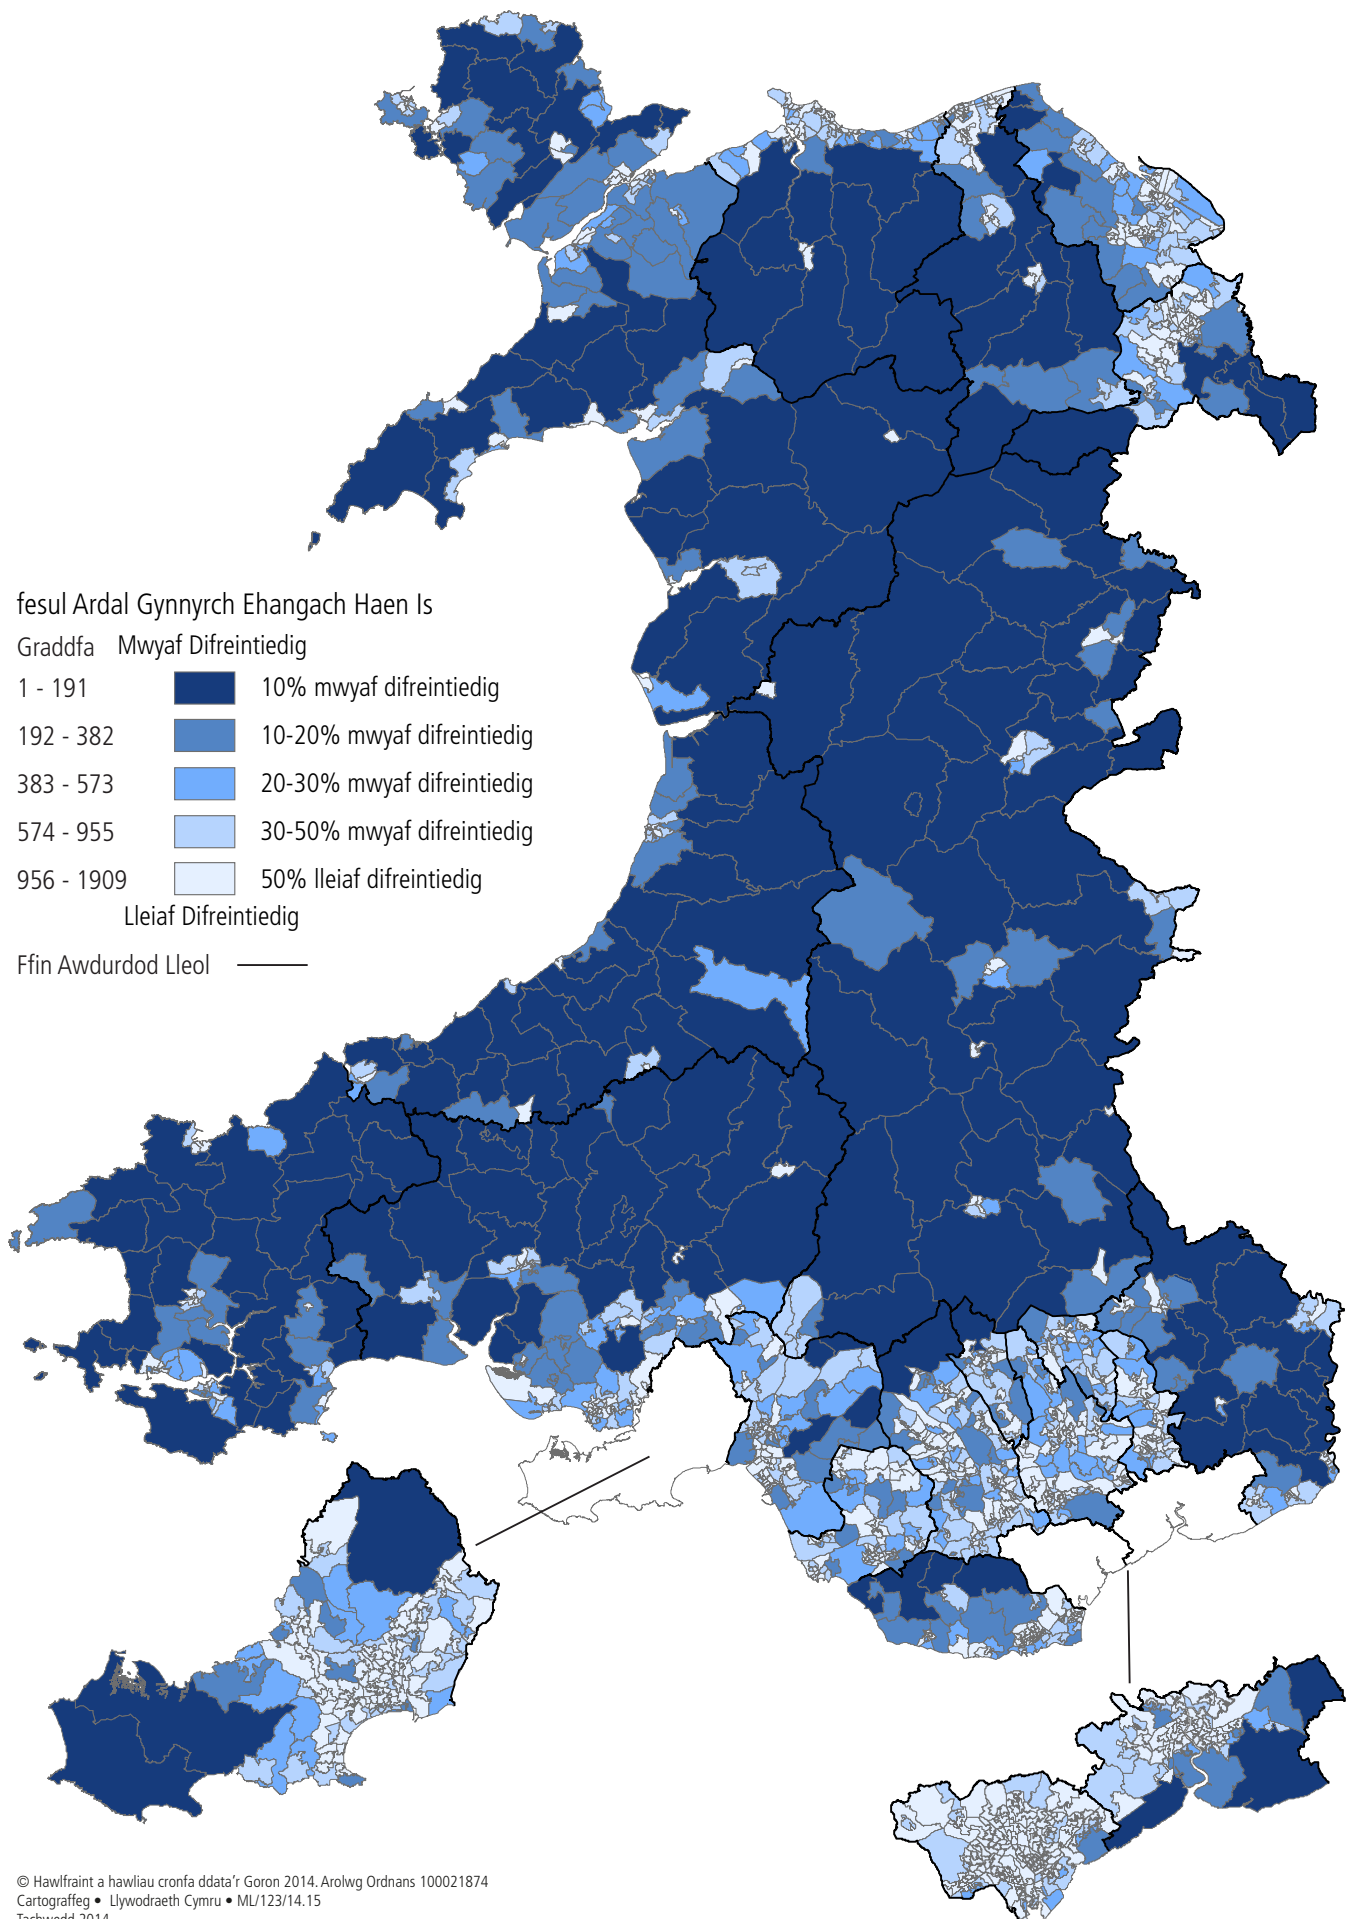 fesul Ardal Gynnyrch Ehangach Haen Is
Graddfa Mwyaf Difreintiedig
1 - 191 10% mwyaf difreintiedig
192 - 382 10-20% mwyaf difreintiedig
383 - 573 20-30% mwyaf difreintiedig
574 - 955 30-50% mwyaf difreintiedig
956 - 1909 50% lleiaf difreintiedig
Lleiaf Difreintiedig
Ffin Awdurdod Lleol
© Hawlfraint a hawliau cronfa ddata'r Goron 2014. Arolwg Ordnans 100021874
Cartograffeg • Llywodraeth Cymru • ML/123/14.15
Tachwedd 2014